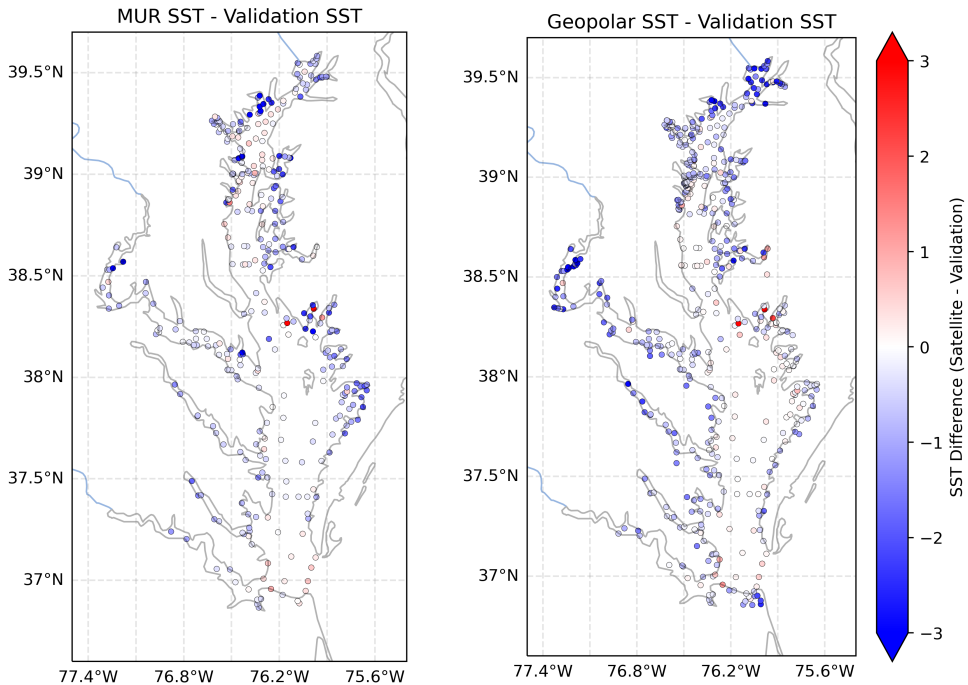 MUR SST - Validation SST
39.5°N
39°N
38.5°N
38°N
37.5°N
37°N
77.4°W 76.8°W 76.2°W 75.6°W
Geopolar SST - Validation SST
39.5°N
39°N
38.5°N
38°N
37.5°N
37°N
77.4°W 76.8°W 76.2°W 75.6°W
3
2
1
0
−1
−2
−3
SST Difference (Satellite - Validation)